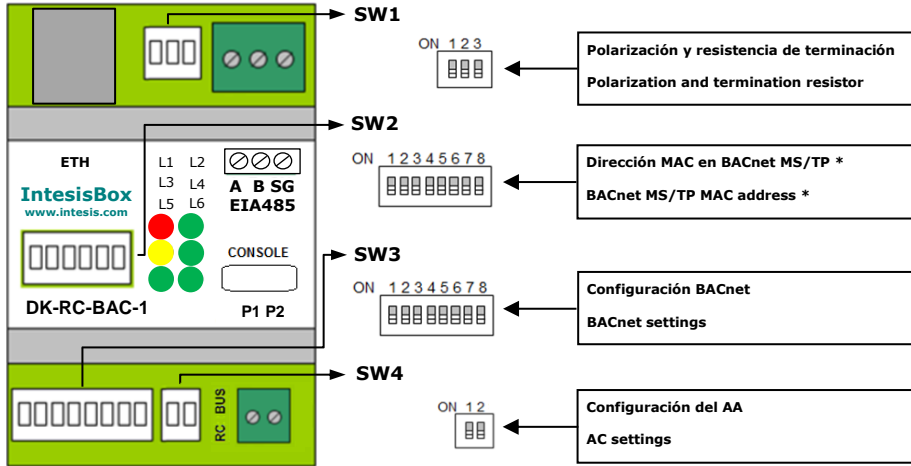 SW1
ON 1 2 3
Polarización y resistencia de terminación
Polarization and termination resistor
SW2
ON 1 2 3 4 5 6 7 8
Dirección MAC en BACnet MS/TP *
BACnet MS/TP MAC address *
ETH
L1 L2
L3 L4
L5 L6
A B SG
EIA485
IntesisBox
www.intesis.com
CONSOLE
SW3
ON 1 2 3 4 5 6 7 8
Configuración BACnet
BACnet settings
DK-RC-BAC-1
P1 P2
SW4
ON 1 2
Configuración del AA
AC settings
RC BUS